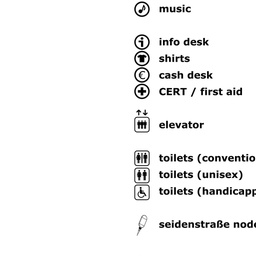 music
info desk
shirts
cash desk
CERT / first aid
elevator
toilets (conventio
toilets (unisex)
toilets (handicapp
seidenstraße node